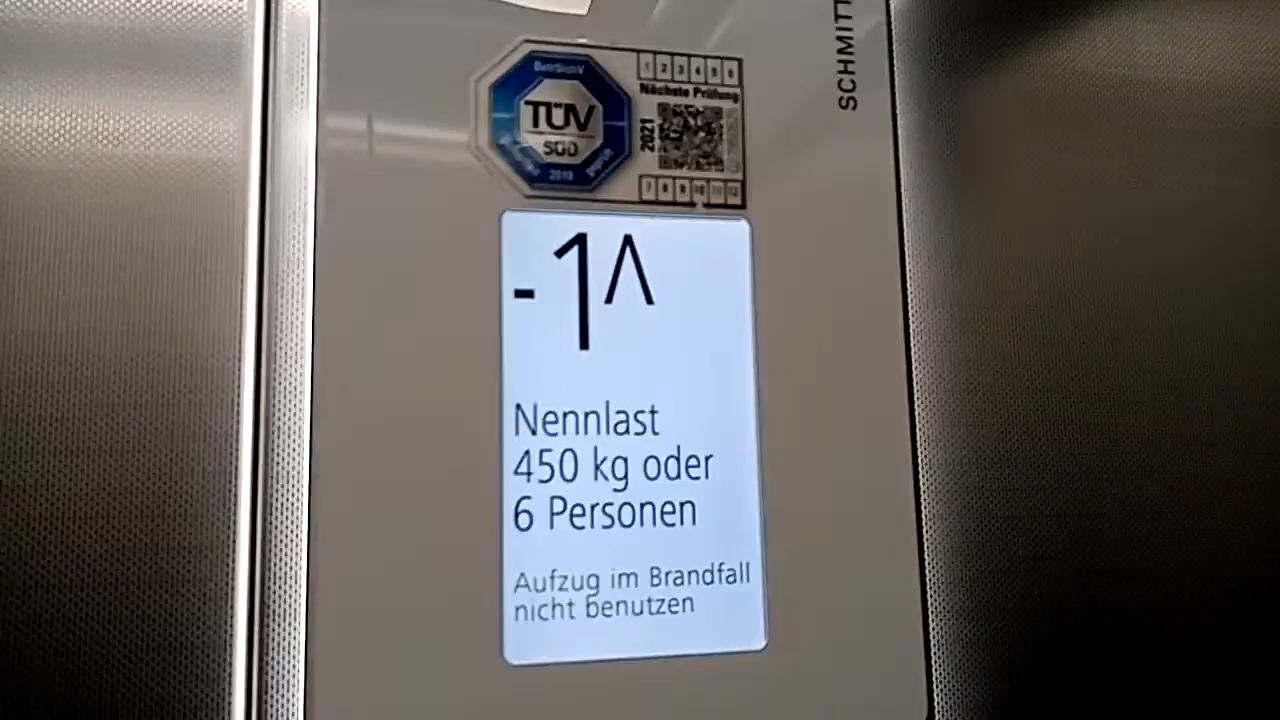 SCHMITT
BetrSichV
TÜV
SÜD
geprüft
2019
1 2 3 4 5 6
Nächste Prüfung
2021
7 8 9 10 11 12
-1^
Nennlast
450 kg oder
6 Personen
Aufzug im Brandfall
nicht benutzen